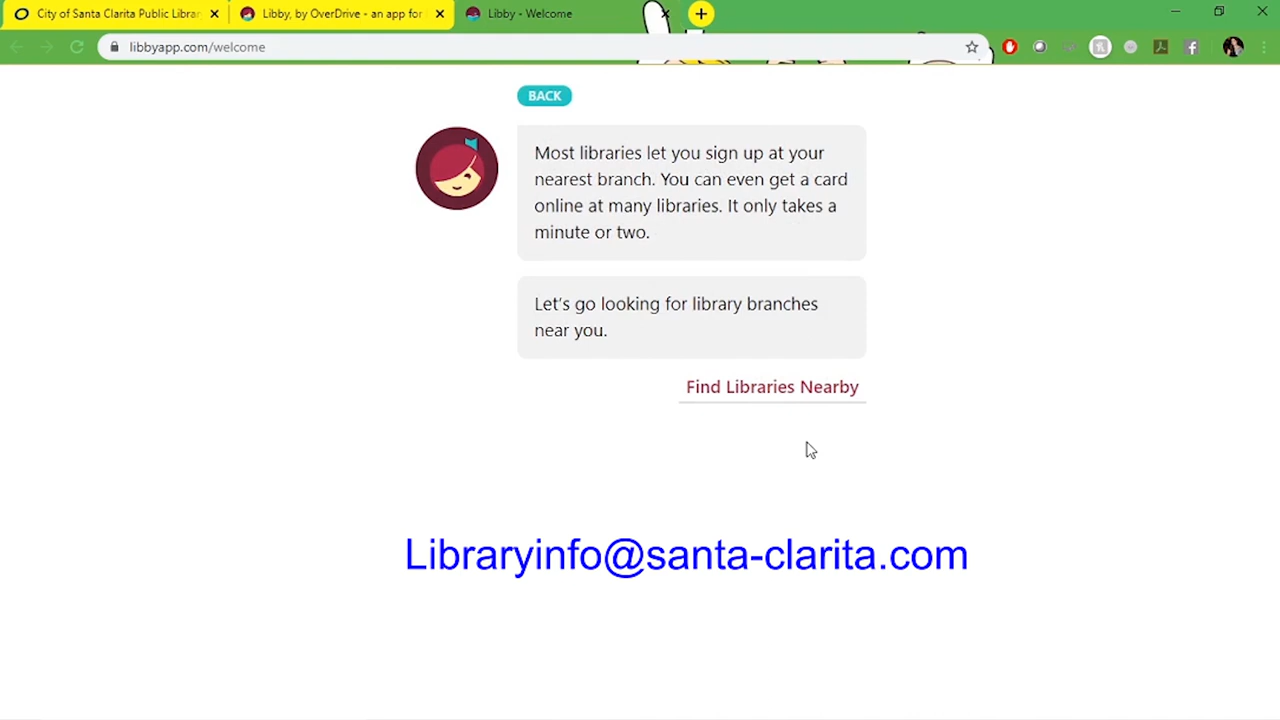 City of Santa Clarita Public Librar
Libby, by OverDrive - an app for
Libby - Welcome
libbyapp.com/welcome
BACK
Most libraries let you sign up at your
nearest branch. You can even get a card
online at many libraries. It only takes a
minute or two.
Let's go looking for library branches
near you.
Find Libraries Nearby
Libraryinfo@santa-clarita.com